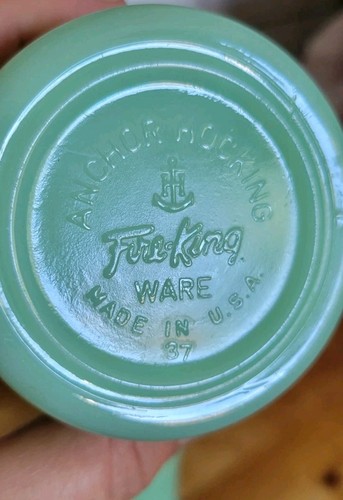 ANCHOR HOCKING
Fire-King
WARE
MADE IN U.S.A.
37